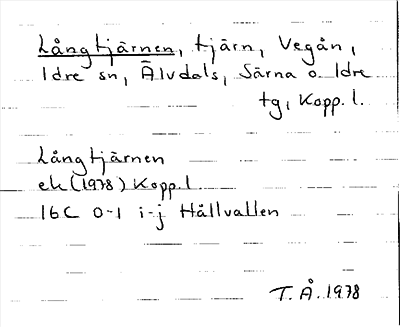 Långtjärnen, tjärn, Vegån,
Idre sn, Älvdals, Särna o. Idre
tg, Kopp. l.
Långtjärnen
ek (1978) Kopp. l
16C 0-1 i-j Hållvallen
T. Å. 1978